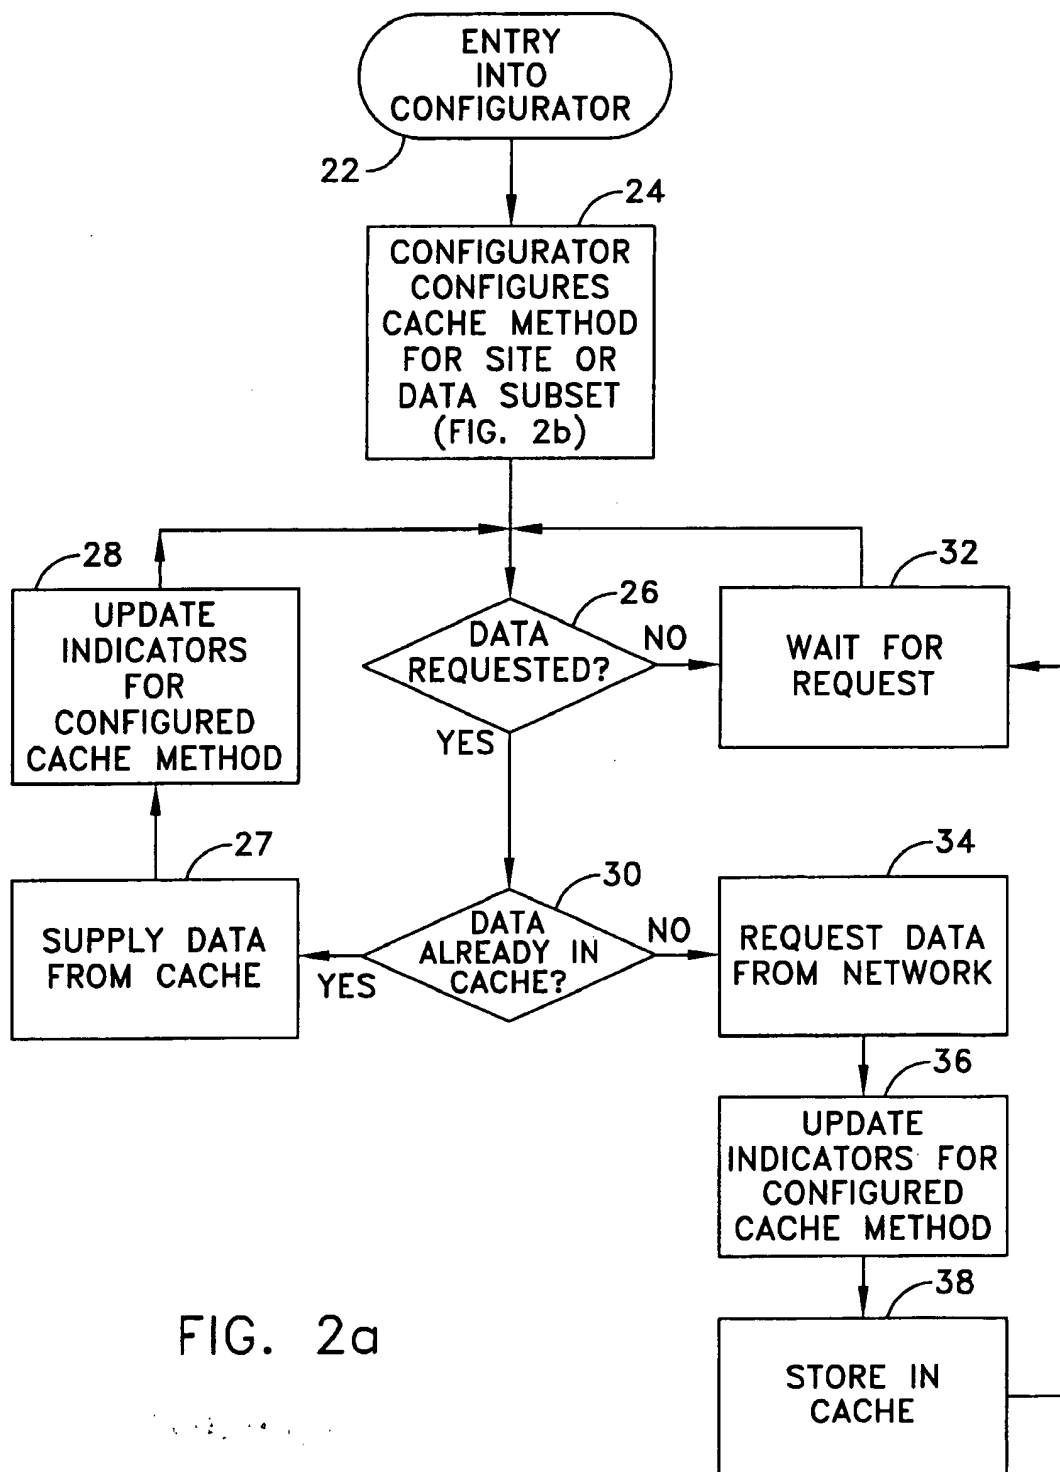 ENTRY
INTO
CONFIGURATOR
22
24
CONFIGURATOR
CONFIGURES
CACHE METHOD
FOR SITE OR
DATA SUBSET
(FIG. 2b)
28
UPDATE
INDICATORS
FOR
CONFIGURED
CACHE METHOD
26
DATA
REQUESTED?
NO
YES
32
WAIT FOR
REQUEST
27
SUPPLY DATA
FROM CACHE
30
DATA
ALREADY IN
CACHE?
YES
NO
34
REQUEST DATA
FROM NETWORK
36
UPDATE
INDICATORS FOR
CONFIGURED
CACHE METHOD
38
STORE IN
CACHE
FIG. 2a